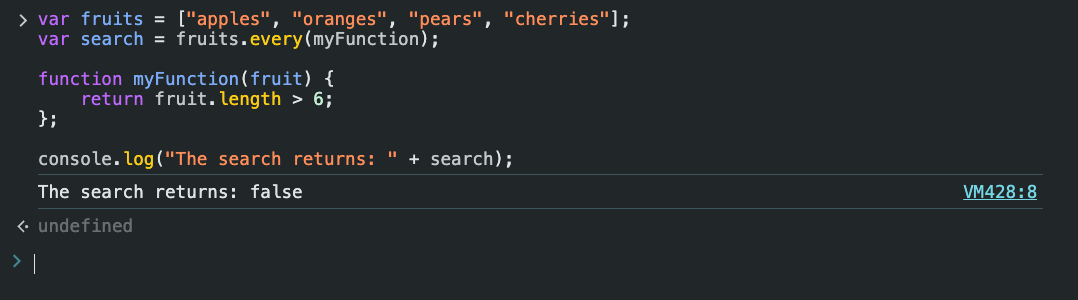 var fruits = ["apples", "oranges", "pears", "cherries"];
var search = fruits.every(myFunction);
function myFunction(fruit) {
    return fruit.length > 6;
};
console.log("The search returns: " + search);
The search returns: false VM428:8
undefined